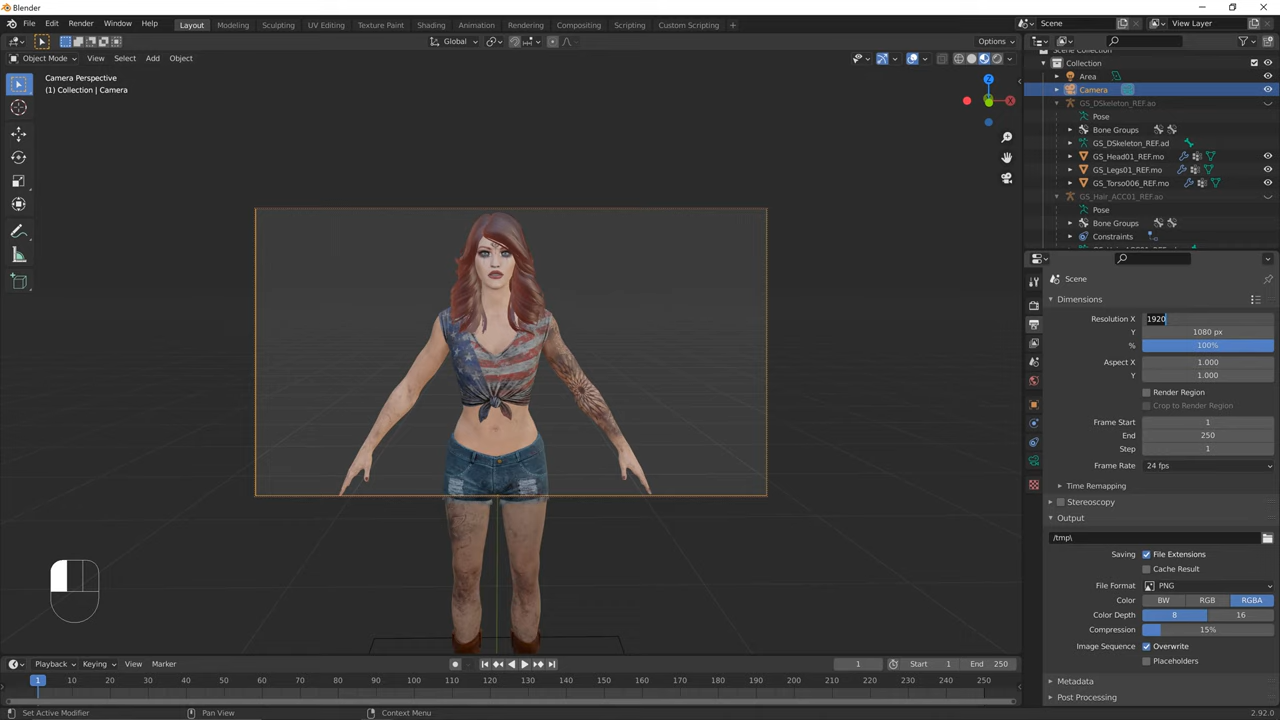 Blender
File Edit Render Window Help
Layout Modeling Sculpting UV Editing Texture Paint Shading Animation Rendering Compositing Scripting Custom Scripting +
Scene
View Layer
Global
Options
Object Mode View Select Add Object
Camera Perspective
(1) Collection | Camera
Z
X
Scene Collection
Collection
Area
Camera
GS_DSkeleton_REF.ao
Pose
Bone Groups
GS_DSkeleton_REF.ad
GS_Head01_REF.mo
GS_Legs01_REF.mo
GS_Torso006_REF.mo
GS_Hair_ACC01_REF.ao
Pose
Bone Groups
Constraints
Scene
Dimensions
Resolution X 1920
Y 1080 px
% 100%
Aspect X 1.000
Y 1.000
Render Region
Crop to Render Region
Frame Start 1
End 250
Step 1
Frame Rate 24 fps
Time Remapping
Stereoscopy
Output
/tmp\
Saving File Extensions
Cache Result
File Format PNG
Color BW RGB RGBA
Color Depth 8 16
Compression 15%
Image Sequence Overwrite
Placeholders
Metadata
Post Processing
Playback Keying View Marker
1 Start 1 End 250
1 10 20 30 40 50 60 70 80 90 100 110 120 130 140 150 160 170 180 190 200 210 220 230 240 250
Set Active Modifier Pan View Context Menu 2.92.0